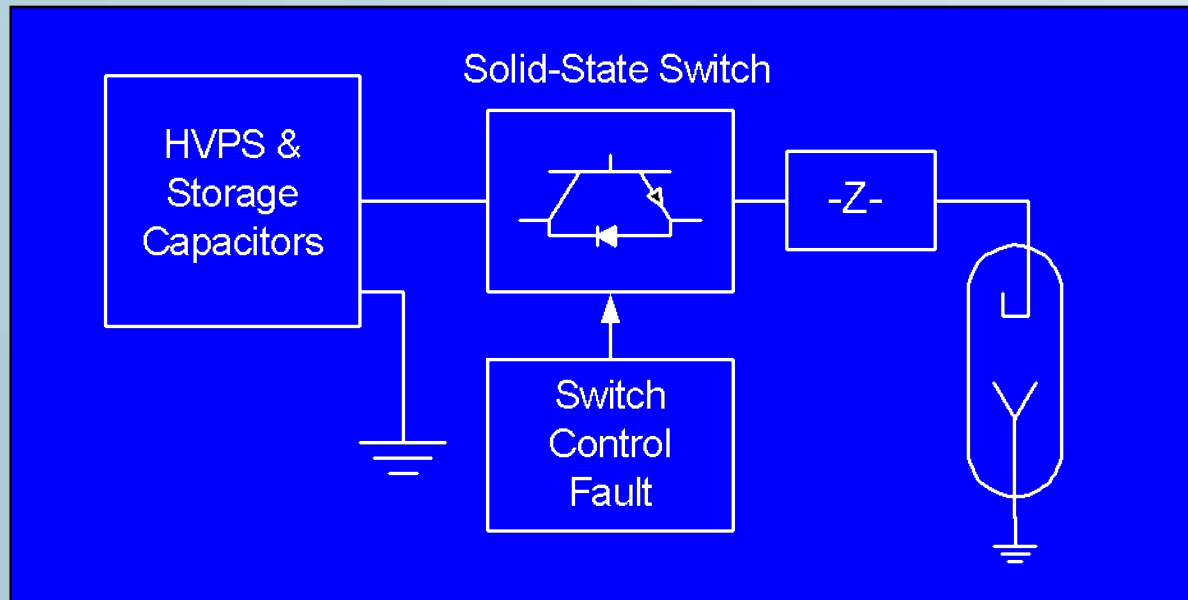 Solid-State Switch
HVPS &
Storage
Capacitors
-Z-
Switch
Control
Fault